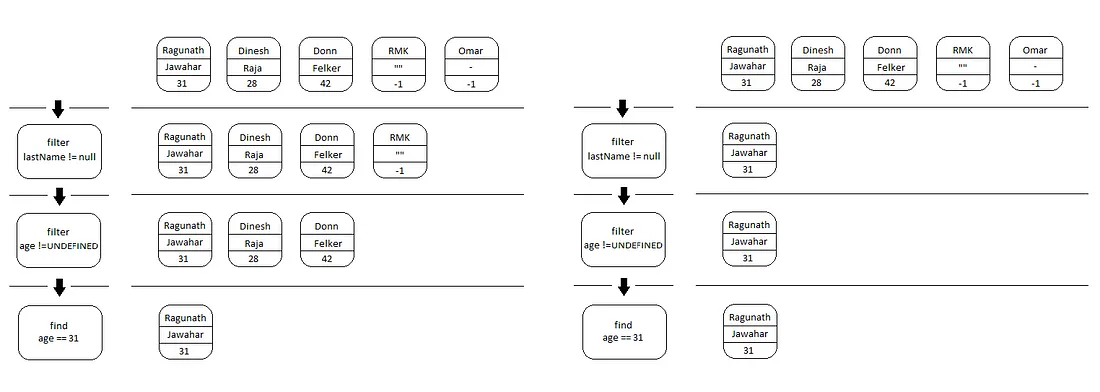 Ragunath Dinesh Donn RMK Omar
Jawahar Raja Felker "" -
31 28 42 -1 -1
filter
lastName != null
Ragunath Dinesh Donn RMK
Jawahar Raja Felker ""
31 28 42 -1
filter
age !=UNDEFINED
Ragunath Dinesh Donn
Jawahar Raja Felker
31 28 42
find
age == 31
Ragunath
Jawahar
31
Ragunath Dinesh Donn RMK Omar
Jawahar Raja Felker "" -
31 28 42 -1 -1
filter
lastName != null
Ragunath
Jawahar
31
filter
age !=UNDEFINED
Ragunath
Jawahar
31
find
age == 31
Ragunath
Jawahar
31